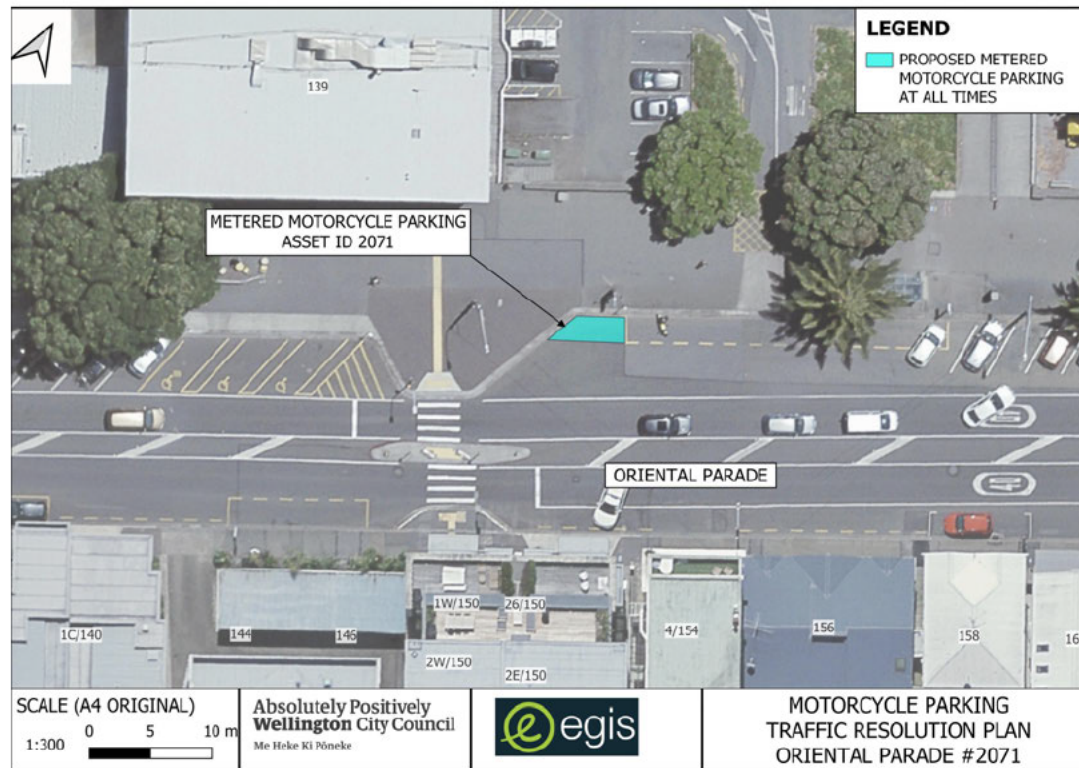 LEGEND
PROPOSED METERED
MOTORCYCLE PARKING
AT ALL TIMES
139
METERED MOTORCYCLE PARKING
ASSET ID 2071
ORIENTAL PARADE
1W/150
26/150
1C/140
144
146
4/154
156
158
16
2W/150
2E/150
SCALE (A4 ORIGINAL)
0 5 10 m
1:300
Absolutely Positively
Wellington City Council
Me Heke Ki Pōneke
egis
MOTORCYCLE PARKING
TRAFFIC RESOLUTION PLAN
ORIENTAL PARADE #2071